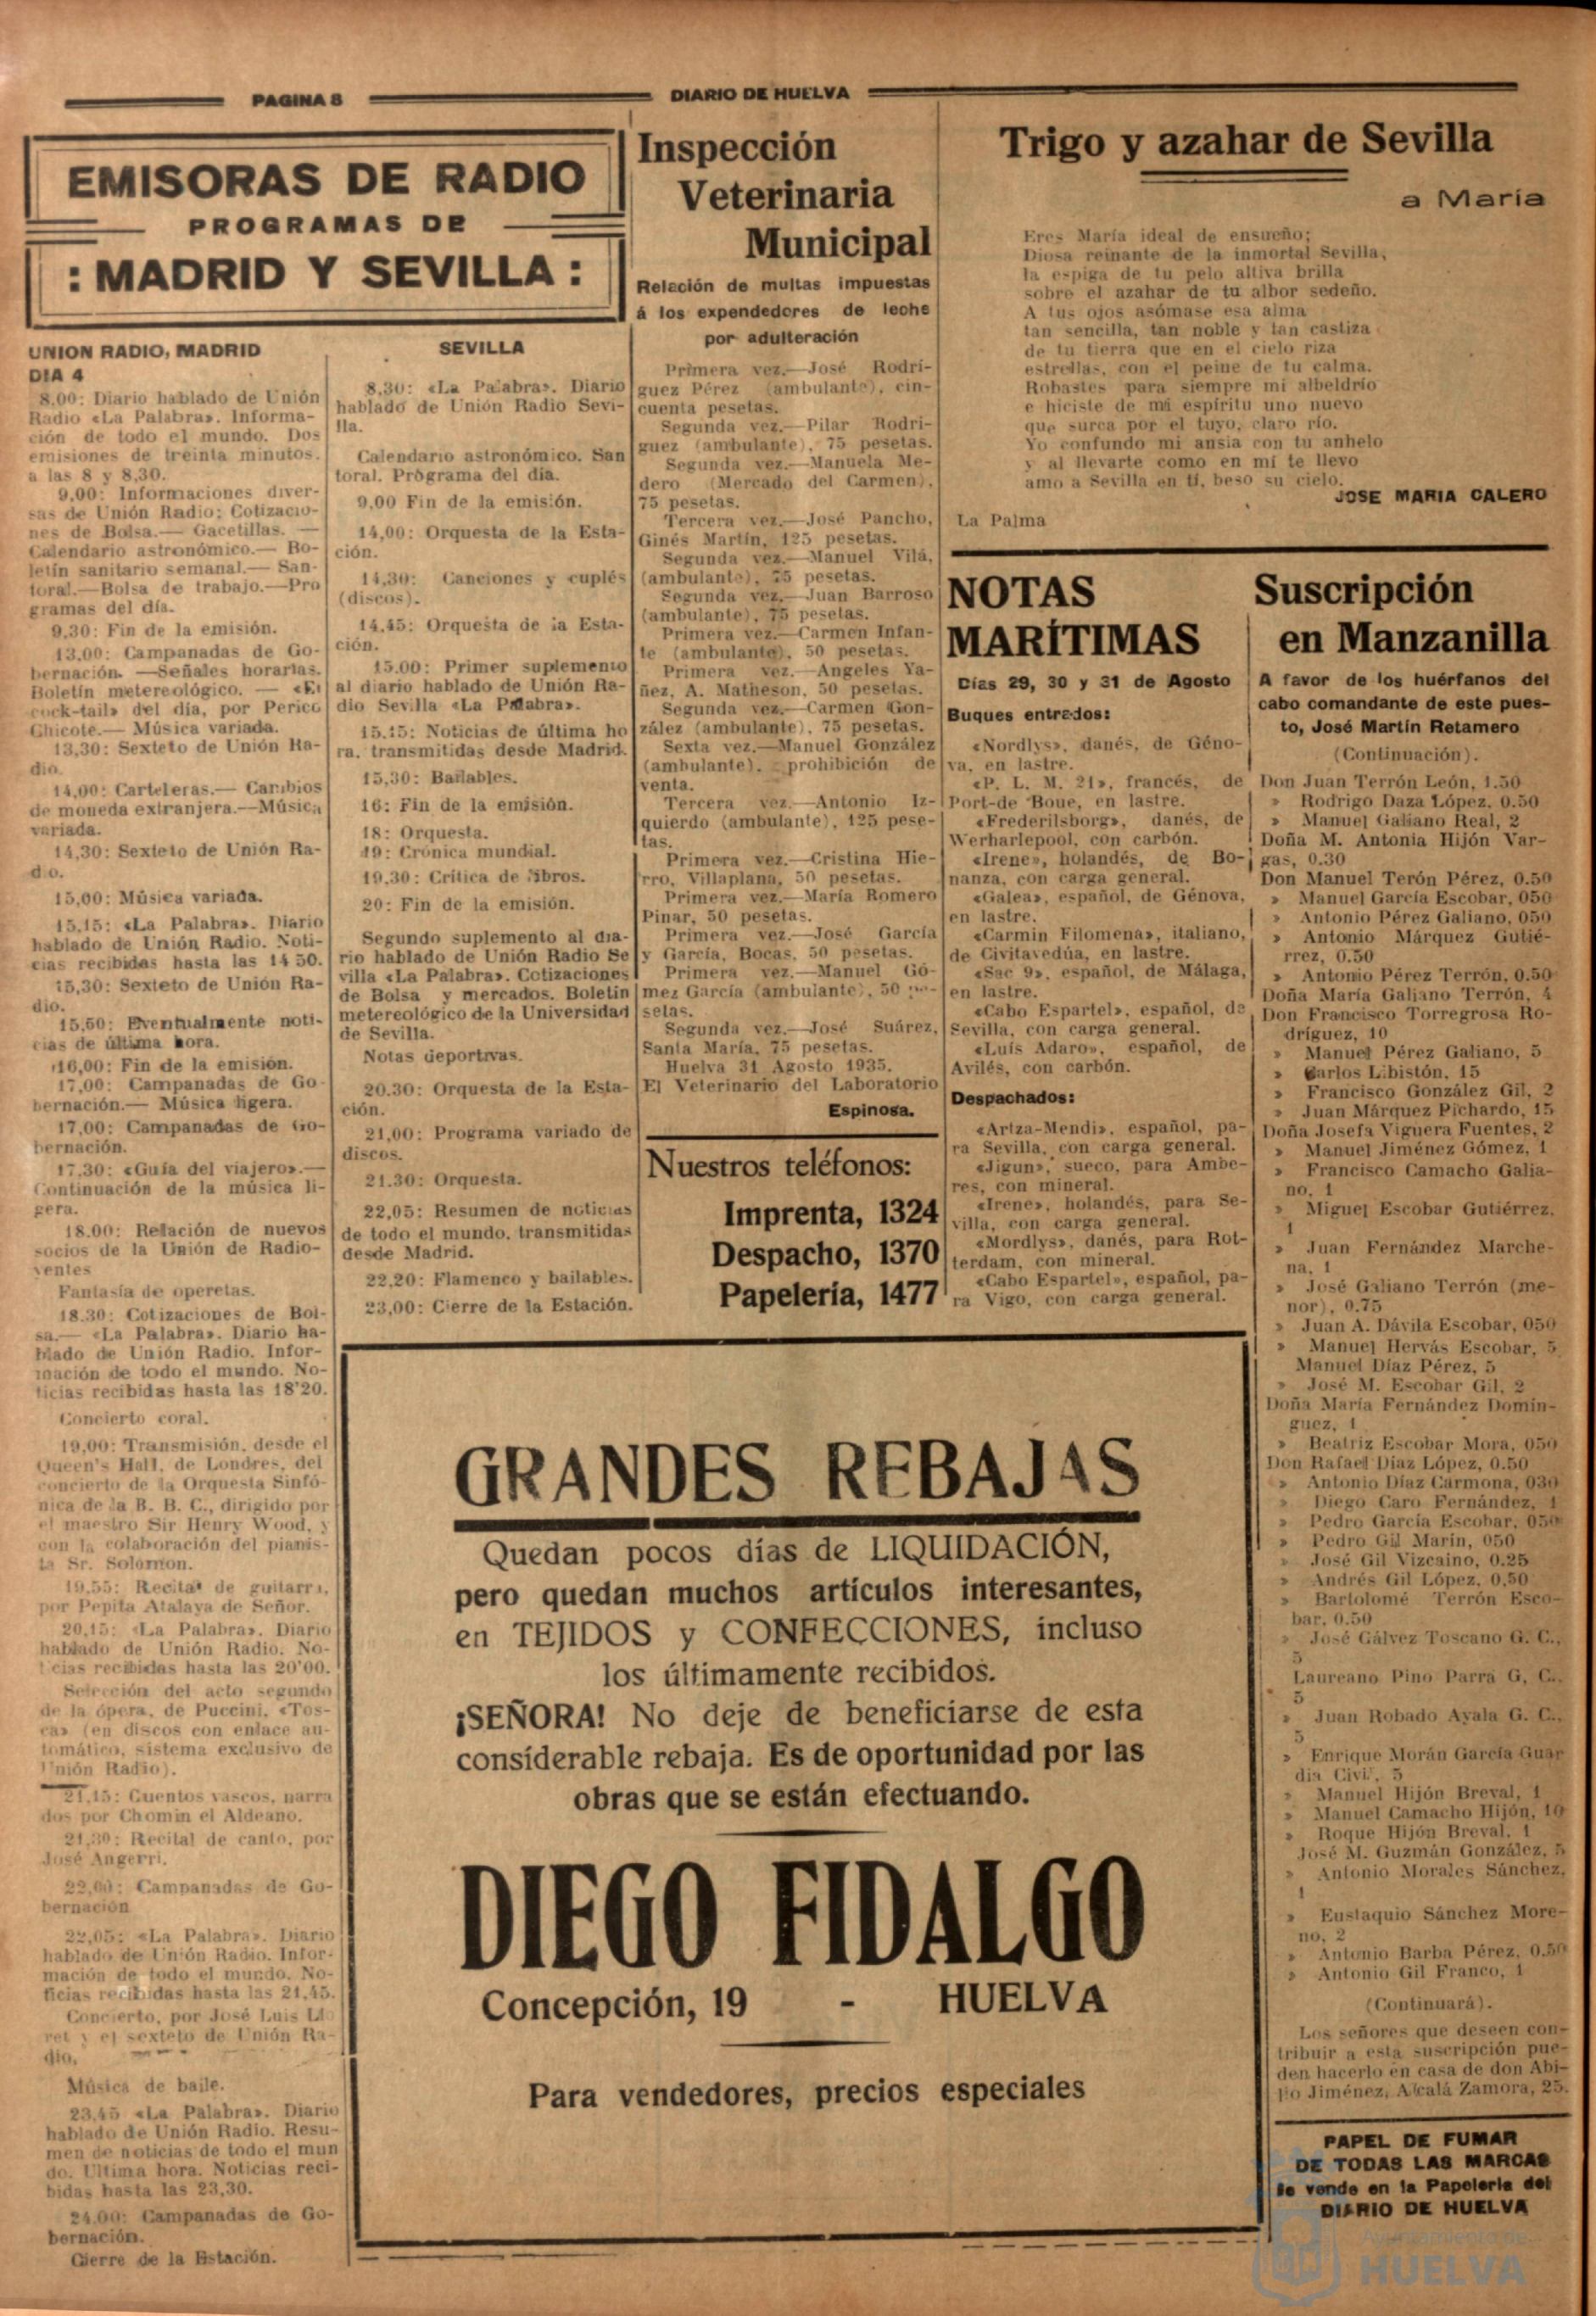 PAGINA 8
DIARIO DE HUELVA
EMISORAS DE RADIO
PROGRAMAS DE
: MADRID Y SEVILLA :
UNION RADIO, MADRID
DIA 4
8.00: Diario hablado de Unión
Radio «La Palabra». Informa-
ción de todo el mundo. Dos
emisiones de treinta minutos.
a las 8 y 8,30.
9,00: Informaciones diver-
sas de Unión Radio: Cotizacio-
nes de Bolsa.— Gacetillas. —
Calendario astronómico.— Bo-
letín sanitario semanal.— San-
toral.—Bolsa de trabajo.—Pro
gramas del día.
9.30: Fin de la emisión.
13.00: Campanadas de Go-
bernación. —Señales horarias.
Boletín metereológico. — «El
cock-tail» del día, por Perico
Chicote.— Música variada.
13,30: Sexteto de Unión Ra-
dio.
14,00: Carteleras.— Cambios
de moneda extranjera.—Música
variada.
14,30: Sexteto de Unión Ra-
d o.
15,00: Música variada.
15,15: «La Palabra». Diario
hablado de Unión Radio. Noti-
cias recibidas hasta las 14 50.
15,30: Sexteto de Unión Ra-
dio.
15,50: Eventualmente noti-
cias de última hora.
16,00: Fin de la emisión.
17,00: Campanadas de Go-
bernación.— Música ligera.
17,00: Campanadas de Go-
bernación.
17,30: «Guía del viajero».—
Continuación de la música li-
gera.
18.00: Relación de nuevos
socios de la Unión de Radio-
yentes
Fantasía de operetas.
18.30: Cotizaciones de Bol-
sa.— «La Palabra». Diario ha-
blado de Unión Radio. Infor-
mación de todo el mundo. No-
ticias recibidas hasta las 18'20.
Concierto coral.
19,00: Transmisión, desde el
Queen's Hall, de Londres, del
concierto de la Orquesta Sinfó-
nica de la B. B. C., dirigido por
el maestro Sir Henry Wood, y
con la colaboración del pianis-
ta Sr. Solomon.
19.55: Recital de guitarra,
por Pepita Atalaya de Señor.
20,15: «La Palabra». Diario
hablado de Unión Radio. No-
t cias recibidas hasta las 20'00.
Selección del acto segundo
de la ópera, de Puccini, «Tos-
ca» (en discos con enlace au-
tomático, sistema exclusivo de
Unión Radio).
21,15: Cuentos vascos, narra
dos por Chomin el Aldeano.
21,30: Recital de canto, por
José Angerri.
22,00: Campanadas de Go-
bernación
22,05: «La Palabra». Diario
hablado de Unión Radio. Infor-
mación de todo el mundo. No-
ticias recibidas hasta las 21,45.
Concierto, por José Luis Ll
ret y el sexteto de Unión Ra-
dio.
Música de baile.
23,45 «La Palabra». Diario
hablado de Unión Radio. Resu-
men de noticias de todo el mun
do. Ultima hora. Noticias reci-
bidas hasta las 23,30.
24.00: Campanadas de Go-
bernación.
Cierre de la Estación.
SEVILLA
8,30: «La Palabra». Diario
hablado de Unión Radio Sevi-
lla.
Calendario astronómico. San
toral. Prógrama del día.
9,00 Fin de la emisión.
14,00: Orquesta de la Esta-
ción.
14,30: Canciones y cuplés
(discos).
14.45: Orquesta de la Esta-
ción.
15.00: Primer suplemento
al diario hablado de Unión Ra-
dio Sevilla «La Palabra».
15.15: Noticias de última ho
ra. transmitidas desde Madrid.
15,30: Bailables.
16: Fin de la emisión.
18: Orquesta.
19: Crónica mundial.
19,30: Crítica de libros.
20: Fin de la emisión.
Segundo suplemento al dia-
rio hablado de Unión Radio Se
villa «La Palabra». Cotizaciones
de Bolsa y mercados. Boletín
metereológico de la Universidad
de Sevilla.
Notas deportivas.
20.30: Orquesta de la Esta-
ción.
21,00: Programa variado de
discos.
21.30: Orquesta.
22,05: Resumen de noticias
de todo el mundo, transmitidas
desde Madrid.
22,20: Flamenco y bailables.
23,00: Cierre de la Estación.
Inspección
Veterinaria
Municipal
Relación de multas impuestas
á los expendedores de leche
por adulteración
Primera vez.—José Rodrí-
guez Pérez (ambulante), cin-
cuenta pesetas.
Segunda vez.—Pilar Rodrí-
guez (ambulante), 75 pesetas.
Segunda vez.—Manuela Me-
dero (Mercado del Carmen),
75 pesetas.
Tercera vez.—José Pancho,
Ginés Martín, 125 pesetas.
Segunda vez.—Manuel Vilá,
(ambulante), 75 pesetas.
Segunda vez.—Juan Barroso
(ambulante), 75 pesetas.
Primera vez.—Carmen Infan-
te (ambulante), 50 pesetas.
Primera vez.—Angeles Ya-
ñez, A. Matheson, 50 pesetas.
Segunda vez.—Carmen Gon-
zález (ambulante), 75 pesetas.
Sexta vez.—Manuel González
(ambulante), prohibición de
venta.
Tercera vez.—Antonio Iz-
quierdo (ambulante), 125 pese-
tas.
Primera vez.—Cristina Hie-
rro, Villaplana, 50 pesetas.
Primera vez.—María Romero
Pinar, 50 pesetas.
Primera vez.—José García
y García, Bocas, 50 pesetas.
Primera vez.—Manuel Gó-
mez García (ambulante), 50 pe-
setas.
Segunda vez.—José Suárez,
Santa María, 75 pesetas.
Huelva 31 Agosto 1935.
El Veterinario del Laboratorio
Espinosa.
Nuestros teléfonos:
Imprenta, 1324
Despacho, 1370
Papelería, 1477
Trigo y azahar de Sevilla
a María
Eres María ideal de ensueño;
Diosa reinante de la inmortal Sevilla,
la espiga de tu pelo altiva brilla
sobre el azahar de tu albor sedeño.
A tus ojos asómase esa alma
tan sencilla, tan noble y tan castiza
de tu tierra que en el cielo riza
estrellas, con el peine de tu calma.
Robastes para siempre mi albeldrío
e hiciste de mi espíritu uno nuevo
que surca por el tuyo, claro río.
Yo confundo mi ansia con tu anhelo
y al llevarte como en mí te llevo
amo a Sevilla en tí, beso su cielo.
JOSE MARIA CALERO
La Palma
NOTAS
MARÍTIMAS
Días 29, 30 y 31 de Agosto
Buques entrados:
«Nordlys», danés, de Géno-
va, en lastre.
«P. L. M. 21», francés, de
Port-de Boue, en lastre.
«Frederilsborg», danés, de
Werharlepool, con carbón.
«Irene», holandés, de Bo-
nanza, con carga general.
«Galea», español, de Génova,
en lastre.
«Carmin Filomena», italiano,
de Civitavedúa, en lastre.
«Sac 9», español, de Málaga,
en lastre.
«Cabo Espartel», español, de
Sevilla, con carga general.
«Luis Adaro», español, de
Avilés, con carbón.
Despachados:
«Artza-Mendi», español, pa-
ra Sevilla, con carga general.
«Jigun», sueco, para Ambe-
res, con mineral.
«Irene», holandés, para Se-
villa, con carga general.
«Mordlys», danés, para Rot-
terdam, con mineral.
«Cabo Espartel», español, pa-
ra Vigo, con carga general.
Suscripción
en Manzanilla
A favor de los huérfanos del
cabo comandante de este pues-
to, José Martín Retamero
(Continuación).
Don Juan Terrón León, 1.50
» Rodrigo Daza López, 0.50
» Manuel Galiano Real, 2
Doña M. Antonia Hijón Var-
gas, 0.30
Don Manuel Terón Pérez, 0.50
» Manuel García Escobar, 050
» Antonio Pérez Galiano, 050
» Antonio Márquez Gutié-
rrez, 0.50
» Antonio Pérez Terrón, 0.50
Doña María Galiano Terrón, 4
Don Francisco Torregrosa Ro-
dríguez, 10
» Manuel Pérez Galiano, 5
» Carlos Libistón, 15
» Francisco González Gil, 2
» Juan Márquez Pichardo, 15
Doña Josefa Viguera Fuentes, 2
» Manuel Jiménez Gómez, 1
» Francisco Camacho Galia-
no, 1
» Miguel Escobar Gutiérrez,
1
» Juan Fernández Marche-
na, 1
» José Galiano Terrón (me-
nor), 0.75
» Juan A. Dávila Escobar, 050
» Manuel Hervás Escobar, 5
Manuel Díaz Pérez, 5
» José M. Escobar Gil, 2
Doña María Fernández Domín-
guez, 1
» Beatriz Escobar Mora, 050
Don Rafael Díaz López, 0.50
» Antonio Díaz Carmona, 030
» Diego Caro Fernández, 1
» Pedro García Escobar, 050
» Pedro Gil Marín, 050
» José Gil Vizcaino, 0.25
» Andrés Gil López, 0,50
» Bartolomé Terrón Esco-
bar, 0.50
» José Gálvez Toscano G. C.,
5
Laureano Pino Parra G, C.,
5
» Juan Robado Ayala G. C.,
5
» Enrique Morán García Guar
dia Civil, 5
» Manuel Hijón Breval, 1
» Manuel Camacho Hijón, 10
» Roque Hijón Breval, 1
José M. Guzmán González, 5
» Antonio Morales Sánchez,
1
» Eustaquio Sánchez More-
no, 2
» Antonio Barba Pérez, 0.50
» Antonio Gil Franco, 1
(Continuará).
Los señores que deseen con-
tribuir a esta suscripción pue-
den hacerlo en casa de don Abi-
lio Jiménez, Alcalá Zamora, 25.
PAPEL DE FUMAR
DE TODAS LAS MARCAS
Se vende en la Papelería del
DIARIO DE HUELVA
GRANDES REBAJAS
Quedan pocos días de LIQUIDACIÓN,
pero quedan muchos artículos interesantes,
en TEJIDOS y CONFECCIONES, incluso
los últimamente recibidos.
¡SEÑORA! No deje de beneficiarse de esta
considerable rebaja. Es de oportunidad por las
obras que se están efectuando.
DIEGO FIDALGO
Concepción, 19 - HUELVA
Para vendedores, precios especiales
Ayuntamiento de
HUELVA